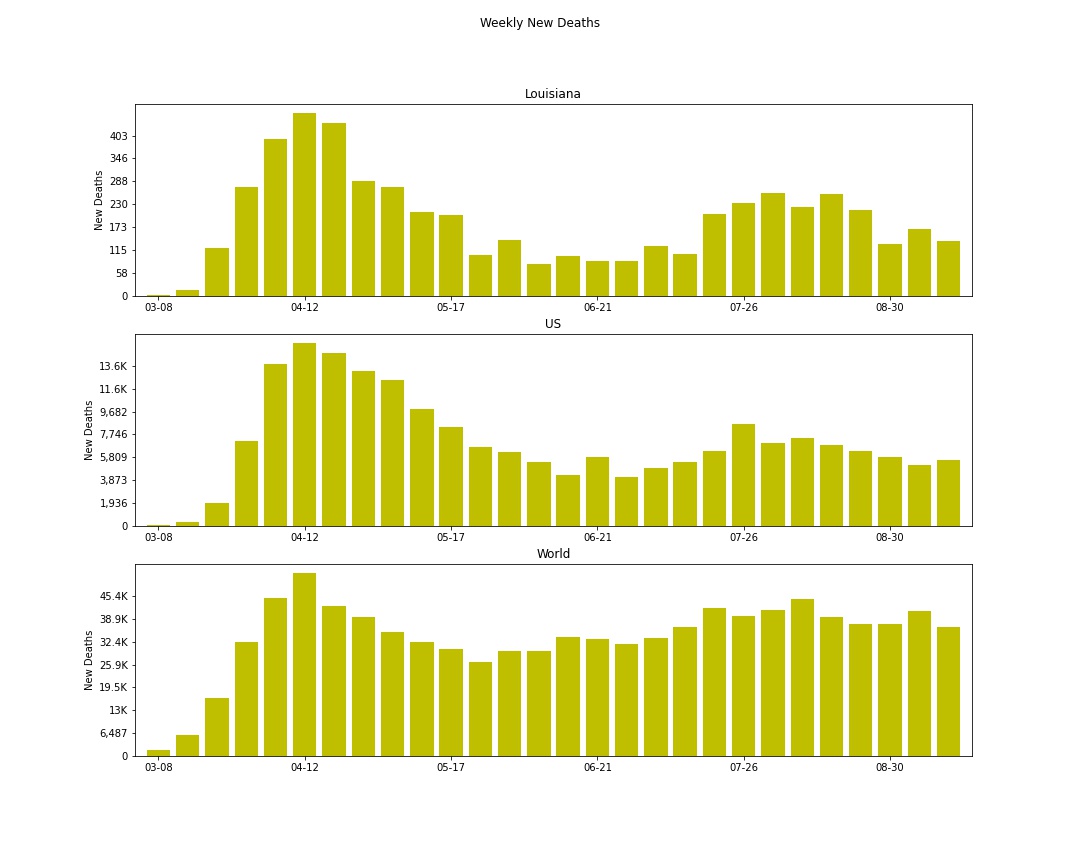 Weekly New Deaths
Louisiana
New Deaths
403
346
288
230
173
115
58
0
03-08 04-12 05-17 06-21 07-26 08-30
US
New Deaths
13.6K
11.6K
9,682
7,746
5,809
3,873
1,936
0
03-08 04-12 05-17 06-21 07-26 08-30
World
New Deaths
45.4K
38.9K
32.4K
25.9K
19.5K
13K
6,487
0
03-08 04-12 05-17 06-21 07-26 08-30